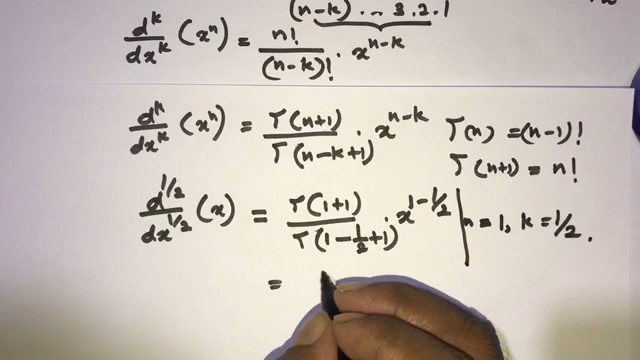 (n-k) ... 3.2.1
d^k/dx^k (x^n) = n!/(n-k)! · x^(n-k)
d^k/dx^k (x^n) = Γ(n+1)/Γ(n-k+1) · x^(n-k) Γ(n) = (n-1)!
Γ(n+1) = n!
d^(1/2)/dx^(1/2) (x) = Γ(1+1)/Γ(1-1/2+1) · x^(1-1/2) | n=1, k=1/2.
=